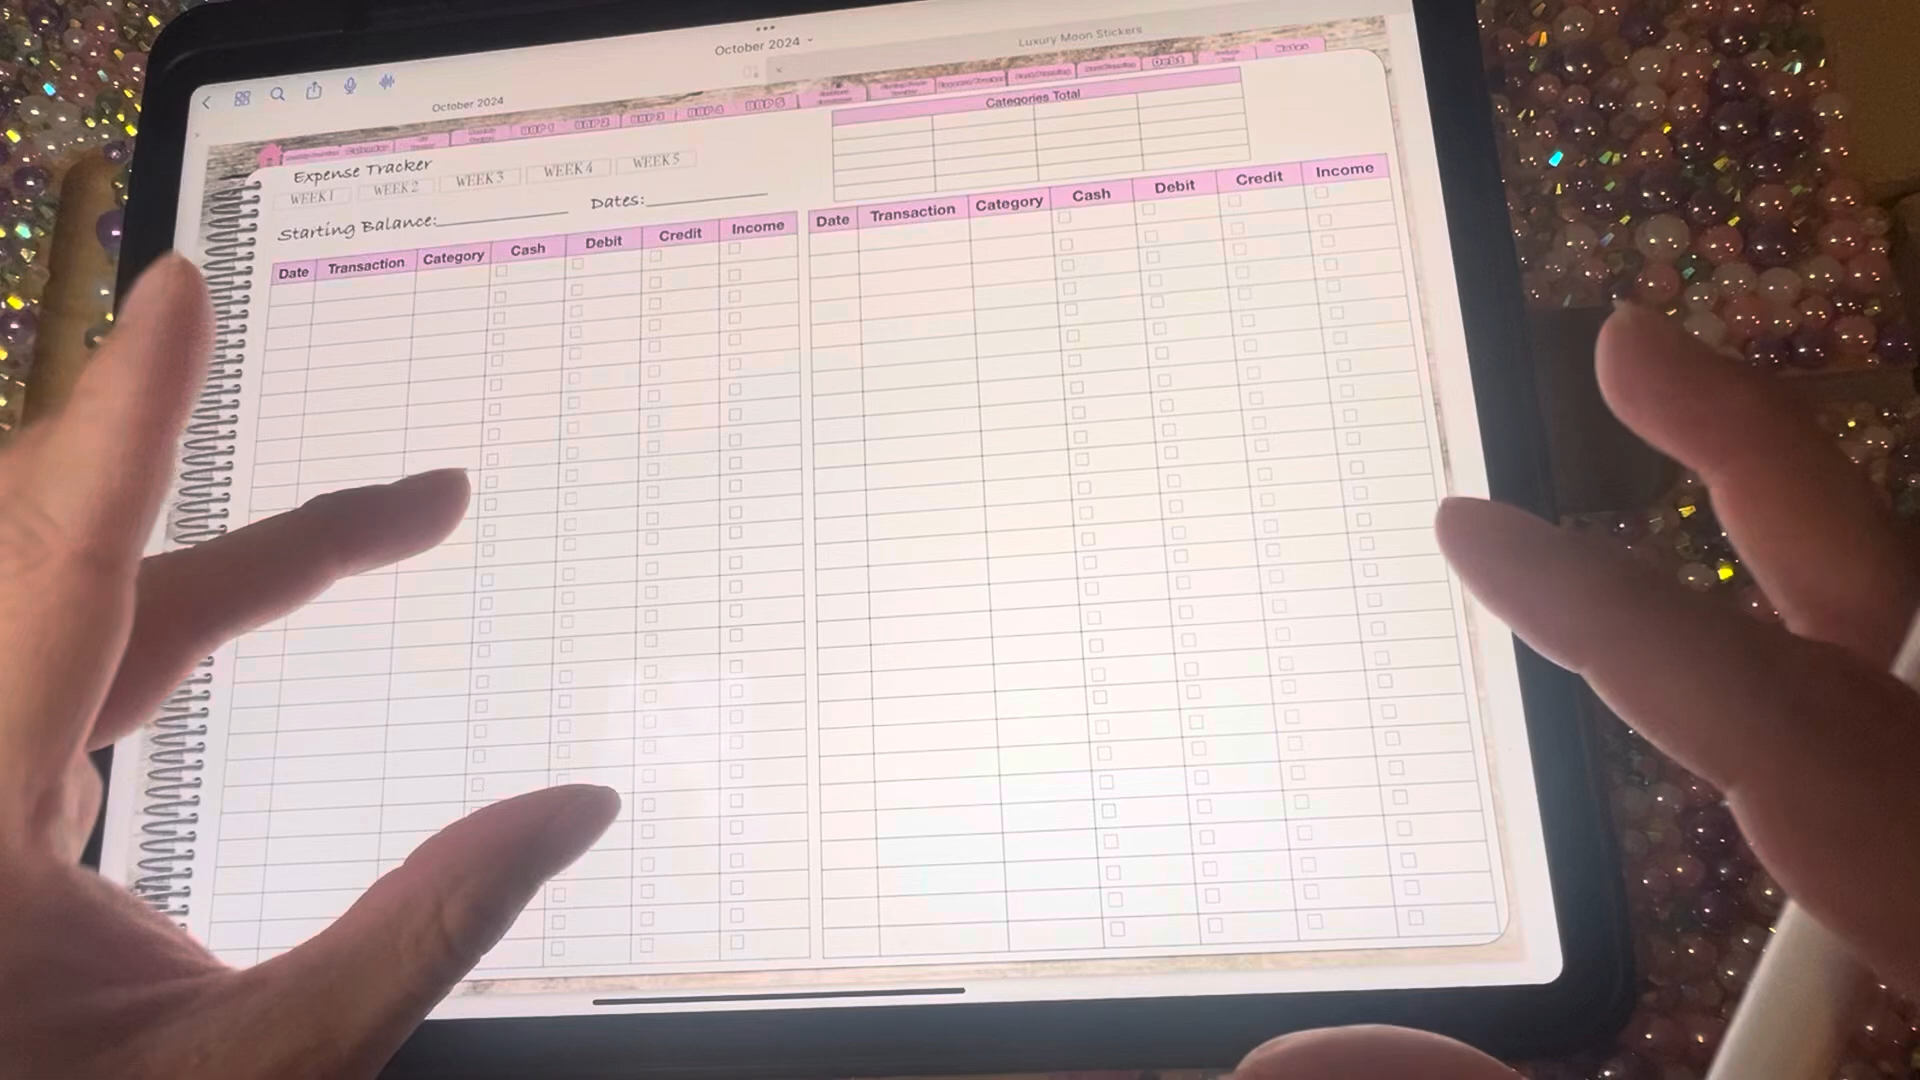 October 2024
Luxury Moon Stickers
October 2024
BBP 1 BBP 2 BBP 3 BBP 4 BBP 5 Debt
Expense Tracker
WEEK 1 WEEK 2 WEEK 3 WEEK 4 WEEK 5
Starting Balance: Dates:
Date Transaction Category Cash Debit Credit Income
Categories Total
Date Transaction Category Cash Debit Credit Income